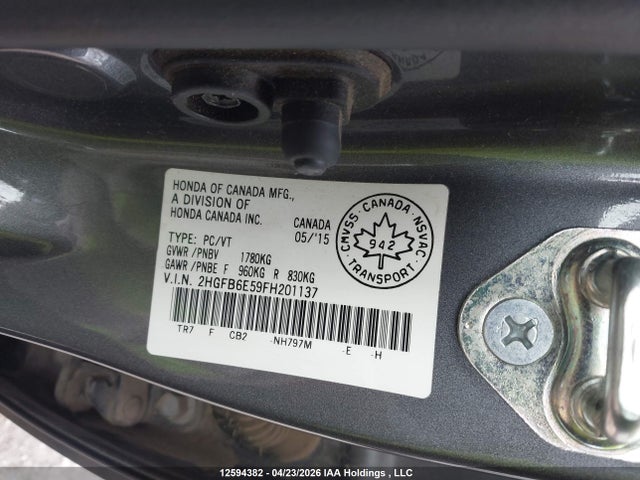 HONDA OF CANADA MFG.,
A DIVISION OF
HONDA CANADA INC.
CANADA
05/'15
TYPE: PC/VT
GVWR/PNBV 1780KG
GAWR/PNBE F 960KG R 830KG
V.I.N. 2HGFB6E59FH201137
TR7 F CB2 -NH797M -E -H
CMVSS · CANADA · NSVAC
942
TRANSPORT
12594382 - 04/23/2026 IAA Holdings , LLC